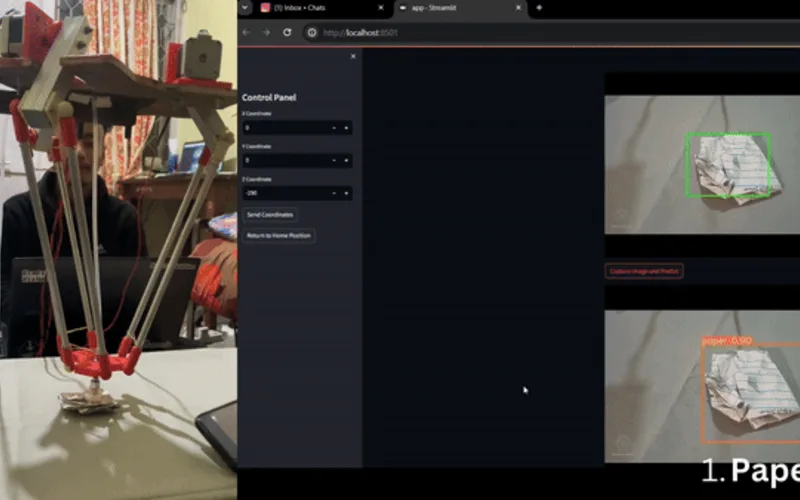 (1) Inbox • Chats
app - Streamlit
http://localhost:8501
Control Panel
X Coordinate
0
Y Coordinate
0
Z Coordinate
Send Coordinates
Return to Home Position
Capture Image and Predict
paper 0.90
1. Pape